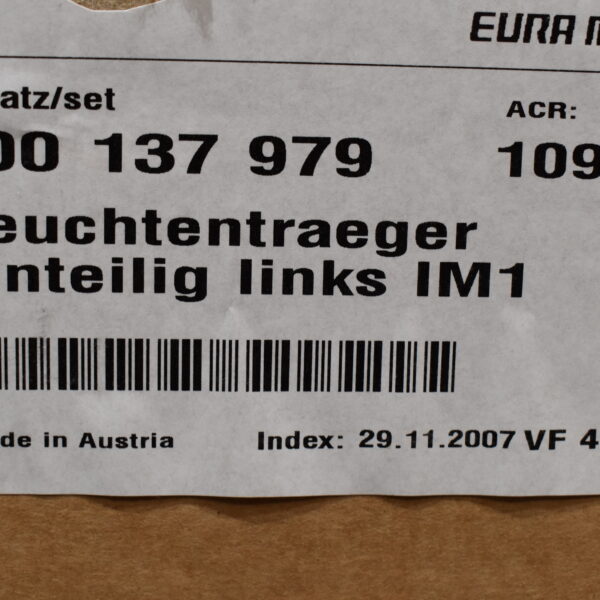 EURA
atz/set
ACR:
00 137 979
109
euchtentraeger
nteilig links IM1
de in Austria
Index: 29.11.2007 VF 4